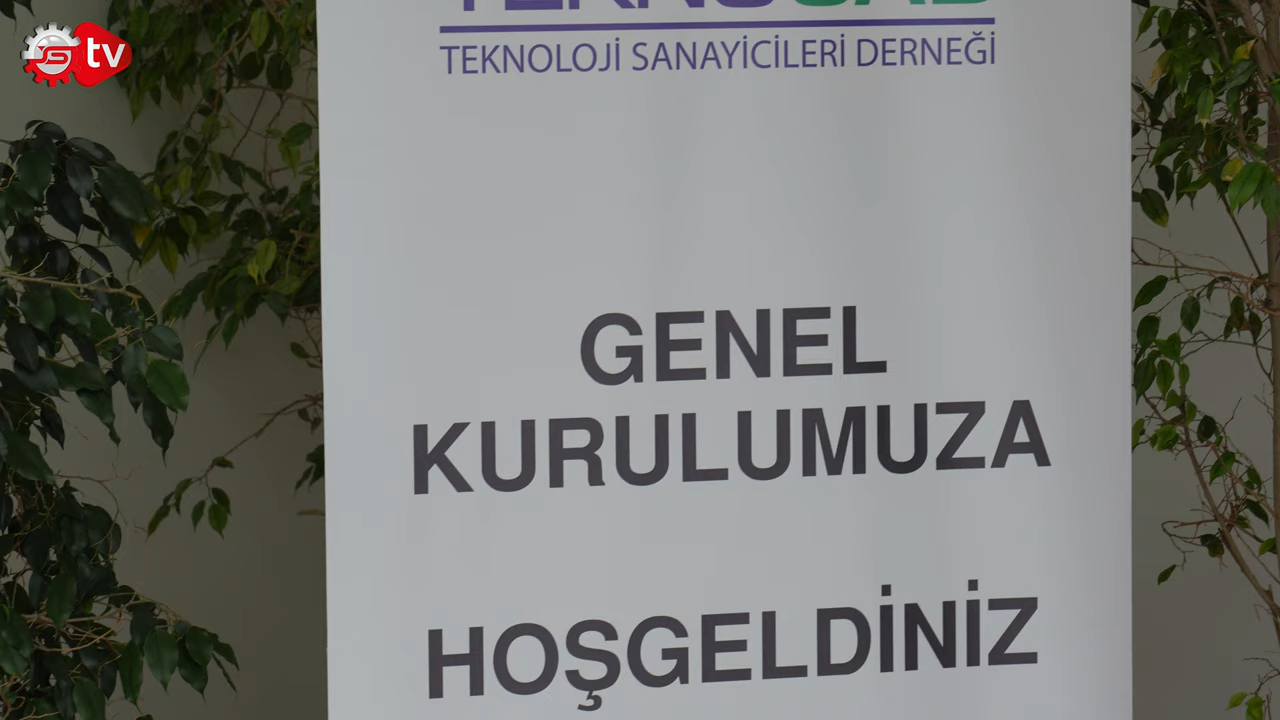 tv
TEKNOLOJİ SANAYİCİLERİ DERNEĞİ
GENEL
KURULUMUZA
HOŞGELDİNİZ